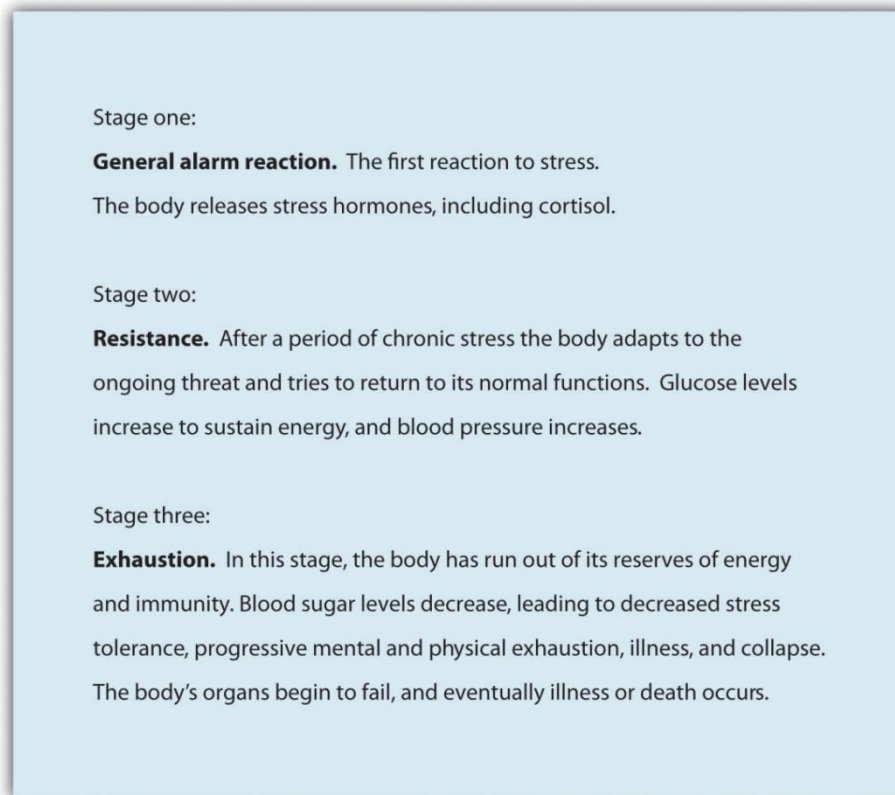 Stage one:
General alarm reaction. The first reaction to stress.
The body releases stress hormones, including cortisol.
Stage two:
Resistance. After a period of chronic stress the body adapts to the
ongoing threat and tries to return to its normal functions. Glucose levels
increase to sustain energy, and blood pressure increases.
Stage three:
Exhaustion. In this stage, the body has run out of its reserves of energy
and immunity. Blood sugar levels decrease, leading to decreased stress
tolerance, progressive mental and physical exhaustion, illness, and collapse.
The body’s organs begin to fail, and eventually illness or death occurs.